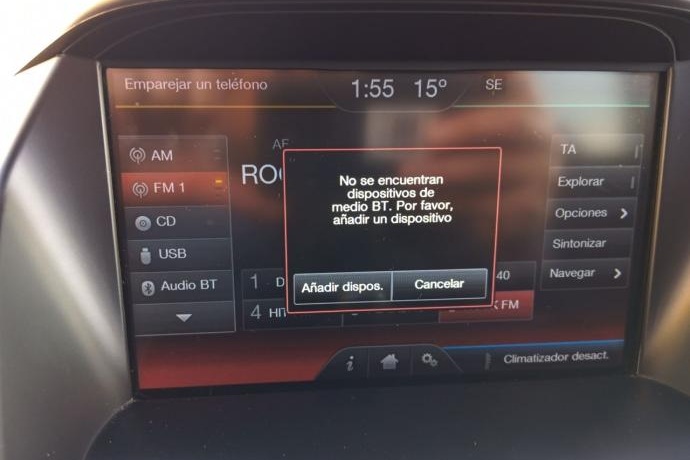 Emparejar un teléfono
1:55 15° SE
AM
FM 1
CD
USB
Audio BT
No se encuentran
dispositivos de
medio BT. Por favor,
añadir un dispositivo
Añadir dispos.
Cancelar
TA
Explorar
Opciones
Sintonizar
Navegar
1
40
4
FM
Climatizador desact.